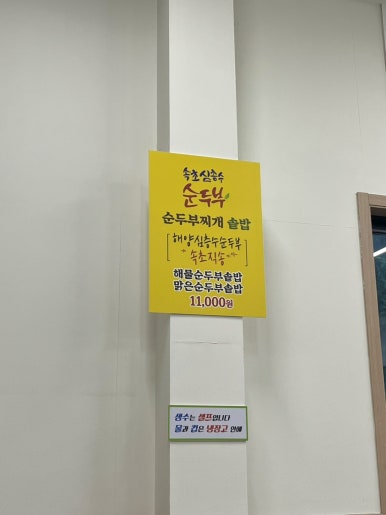 속초심층수
순두부
순두부찌개 솥밥
[해양심층수순두부
속초직송]
해물순두부솥밥
맑은순두부솥밥
11,000원
생수는 셀프입니다
물과 컵은 냉장고 안에